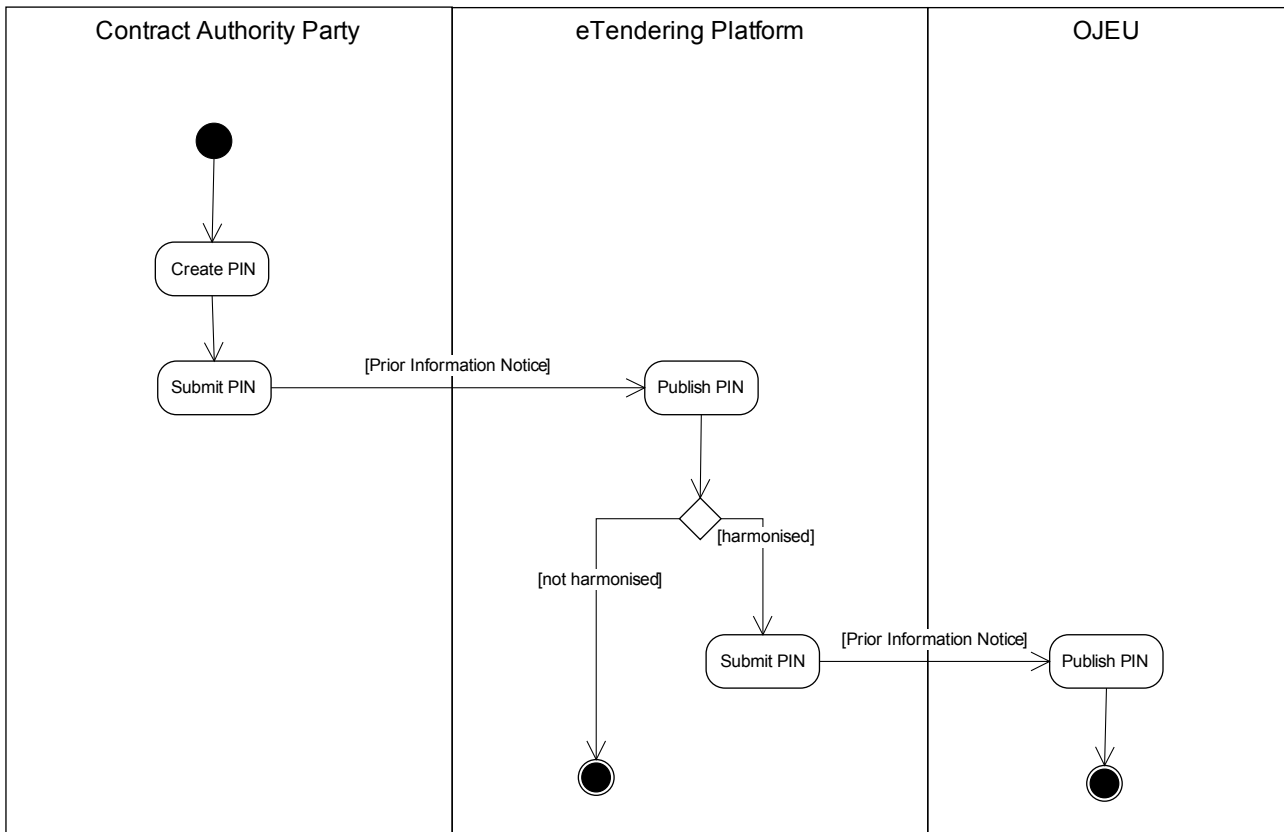 Contract Authority Party
eTendering Platform
OJEU
Create PIN
Submit PIN
[Prior Information Notice]
Publish PIN
[harmonised]
[not harmonised]
Submit PIN
[Prior Information Notice]
Publish PIN